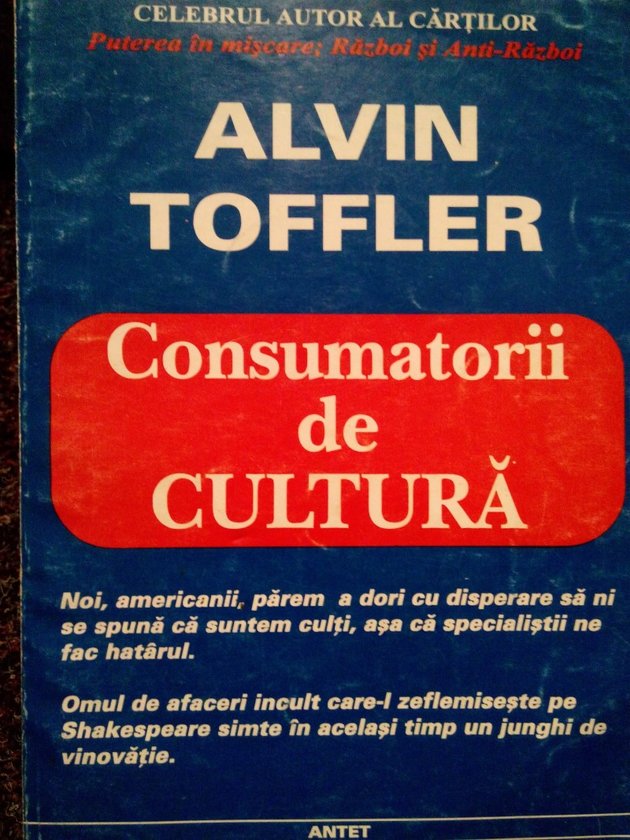 CELEBRUL AUTOR AL CĂRȚILOR
Puterea în mișcare; Război și Anti-Război
ALVIN
TOFFLER
Consumatorii
de
CULTURĂ
Noi, americanii, părem a dori cu disperare să ni
se spună că suntem culți, așa că specialiștii ne
fac hatârul.
Omul de afaceri incult care-l zeflemisește pe
Shakespeare simte în același timp un junghi de
vinovăție.
ANTET